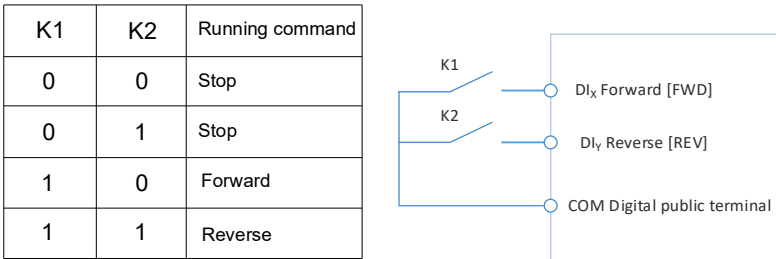 K1 K2 Running command
0 0 Stop
0 1 Stop
1 0 Forward
1 1 Reverse
K1
DIX Forward [FWD]
K2
DIY Reverse [REV]
COM Digital public terminal